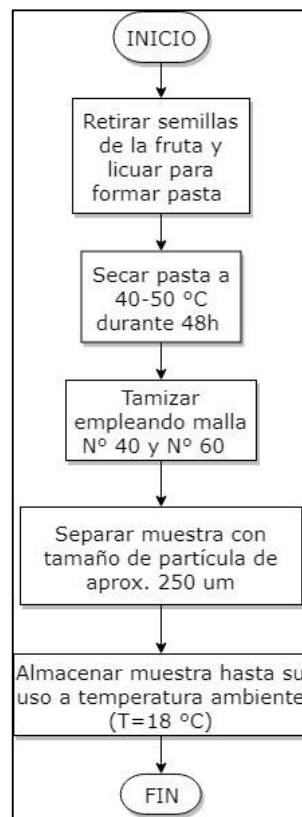 INICIO
Retirar semillas
de la fruta y
licuar para
formar pasta
Secar pasta a
40-50 °C
durante 48h
Tamizar
empleando malla
N° 40 y N° 60
Separar muestra con
tamaño de partícula de
aprox. 250 um
Almacenar muestra hasta su
uso a temperatura ambiente
(T=18 °C)
FIN